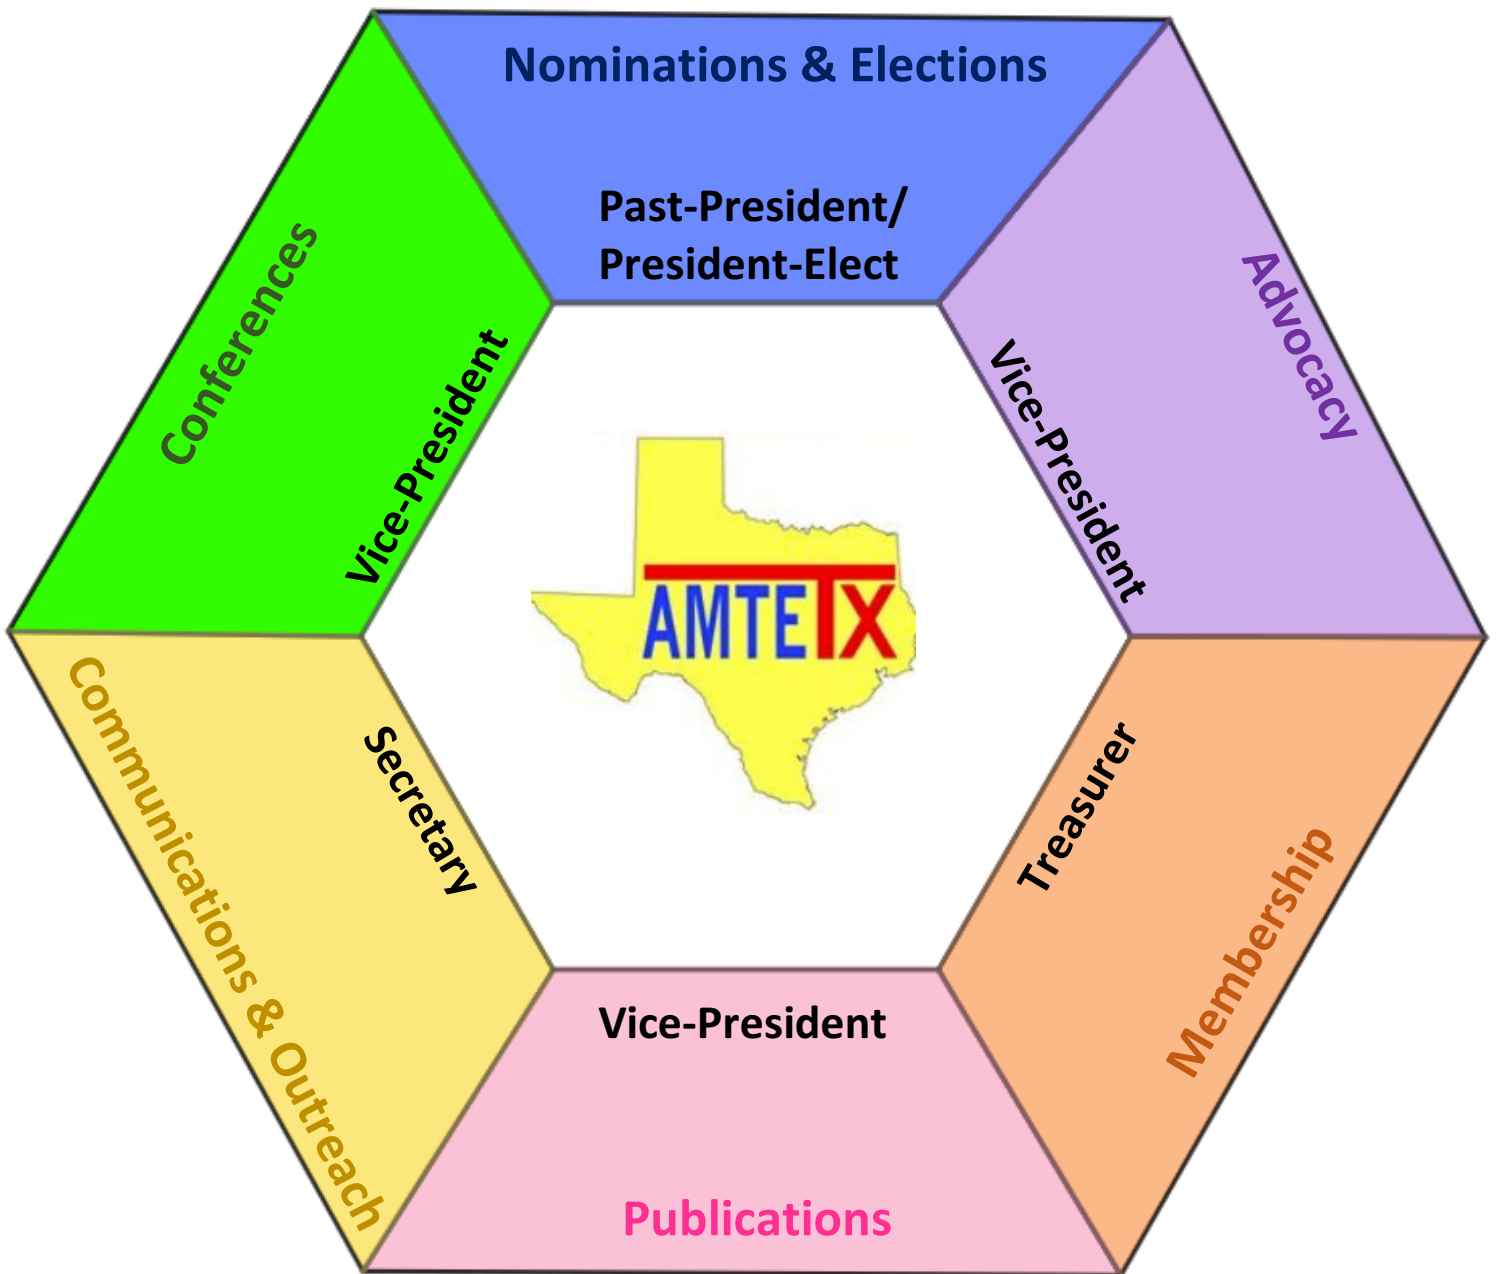 Nominations & Elections
Past-President/
President-Elect
Conferences
Vice-President
Advocacy
Vice-President
AMTETX
Communications & Outreach
Secretary
Treasurer
Membership
Vice-President
Publications